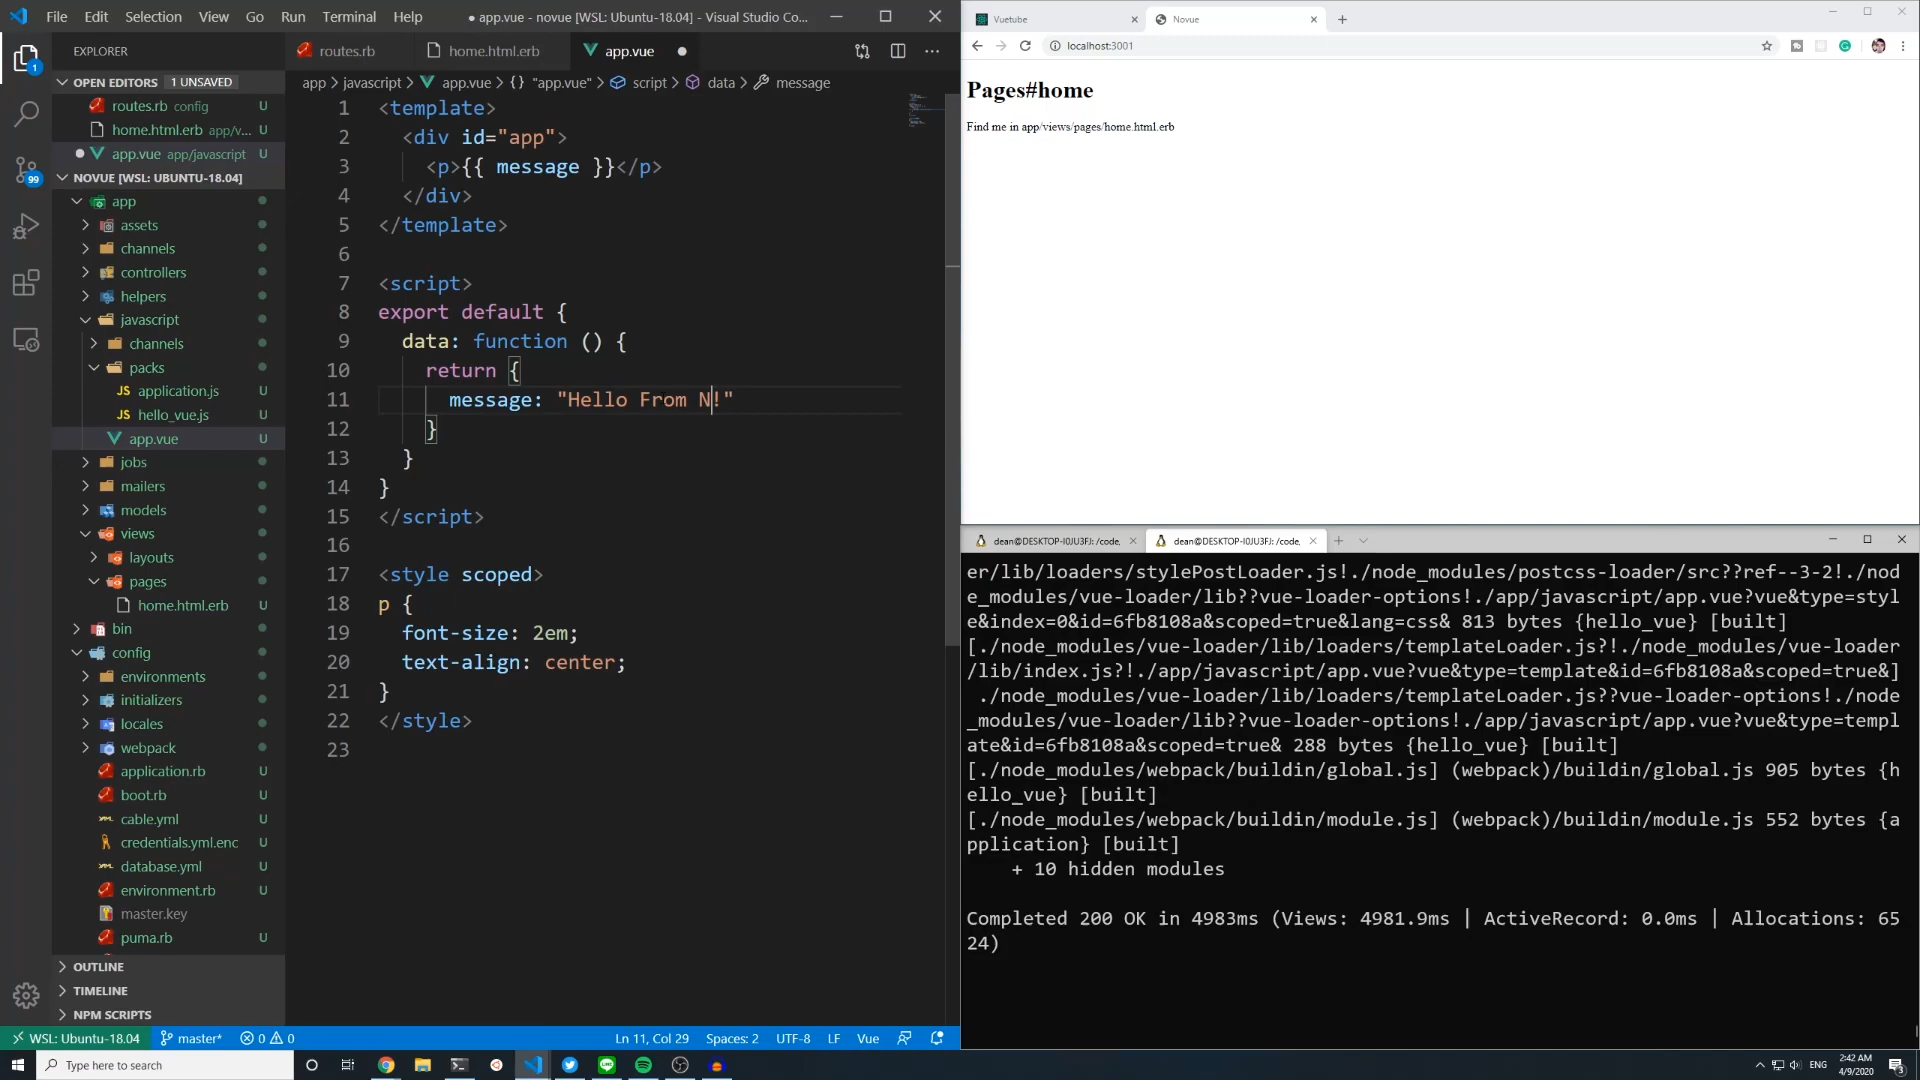 File Edit Selection View Go Run Terminal Help
● app.vue - novue [WSL: Ubuntu-18.04] - Visual Studio Co...
EXPLORER
OPEN EDITORS 1 UNSAVED
routes.rb config U
home.html.erb app/v... U
app.vue app/javascript U
NOVUE [WSL: UBUNTU-18.04]
app
assets
channels
controllers
helpers
javascript
channels
packs
JS application.js U
JS hello_vue.js U
app.vue U
jobs
mailers
models
views
layouts
pages
home.html.erb U
bin
config
environments
initializers
locales
webpack
application.rb U
boot.rb U
cable.yml U
credentials.yml.enc U
database.yml U
environment.rb U
master.key
puma.rb U
OUTLINE
TIMELINE
NPM SCRIPTS
1
99
routes.rb home.html.erb app.vue
app > javascript > app.vue > {} "app.vue" > script > data > message
1 <template>
2 <div id="app">
3 <p>{{ message }}</p>
4 </div>
5 </template>
6
7 <script>
8 export default {
9 data: function () {
10 return {
11 message: "Hello From N!"
12 }
13 }
14 }
15 </script>
16
17 <style scoped>
18 p {
19 font-size: 2em;
20 text-align: center;
21 }
22 </style>
23
WSL: Ubuntu-18.04 master* 0 0 Ln 11, Col 29 Spaces: 2 UTF-8 LF Vue
Vuetube Novue
localhost:3001
Pages#home
Find me in app/views/pages/home.html.erb
dean@DESKTOP-I0JU3FJ: /code, dean@DESKTOP-I0JU3FJ: /code,
er/lib/loaders/stylePostLoader.js!./node_modules/postcss-loader/src??ref--3-2!./nod
e_modules/vue-loader/lib??vue-loader-options!./app/javascript/app.vue?vue&type=styl
e&index=0&id=6fb8108a&scoped=true&lang=css& 813 bytes {hello_vue} [built]
[./node_modules/vue-loader/lib/loaders/templateLoader.js?!./node_modules/vue-loader
/lib/index.js?!./app/javascript/app.vue?vue&type=template&id=6fb8108a&scoped=true&]
./node_modules/vue-loader/lib/loaders/templateLoader.js??vue-loader-options!./node
_modules/vue-loader/lib??vue-loader-options!./app/javascript/app.vue?vue&type=templ
ate&id=6fb8108a&scoped=true& 288 bytes {hello_vue} [built]
[./node_modules/webpack/buildin/global.js] (webpack)/buildin/global.js 905 bytes {h
ello_vue} [built]
[./node_modules/webpack/buildin/module.js] (webpack)/buildin/module.js 552 bytes {a
pplication} [built]
+ 10 hidden modules
Completed 200 OK in 4983ms (Views: 4981.9ms | ActiveRecord: 0.0ms | Allocations: 65
24)
Type here to search
ENG
2:42 AM
4/9/2020
3